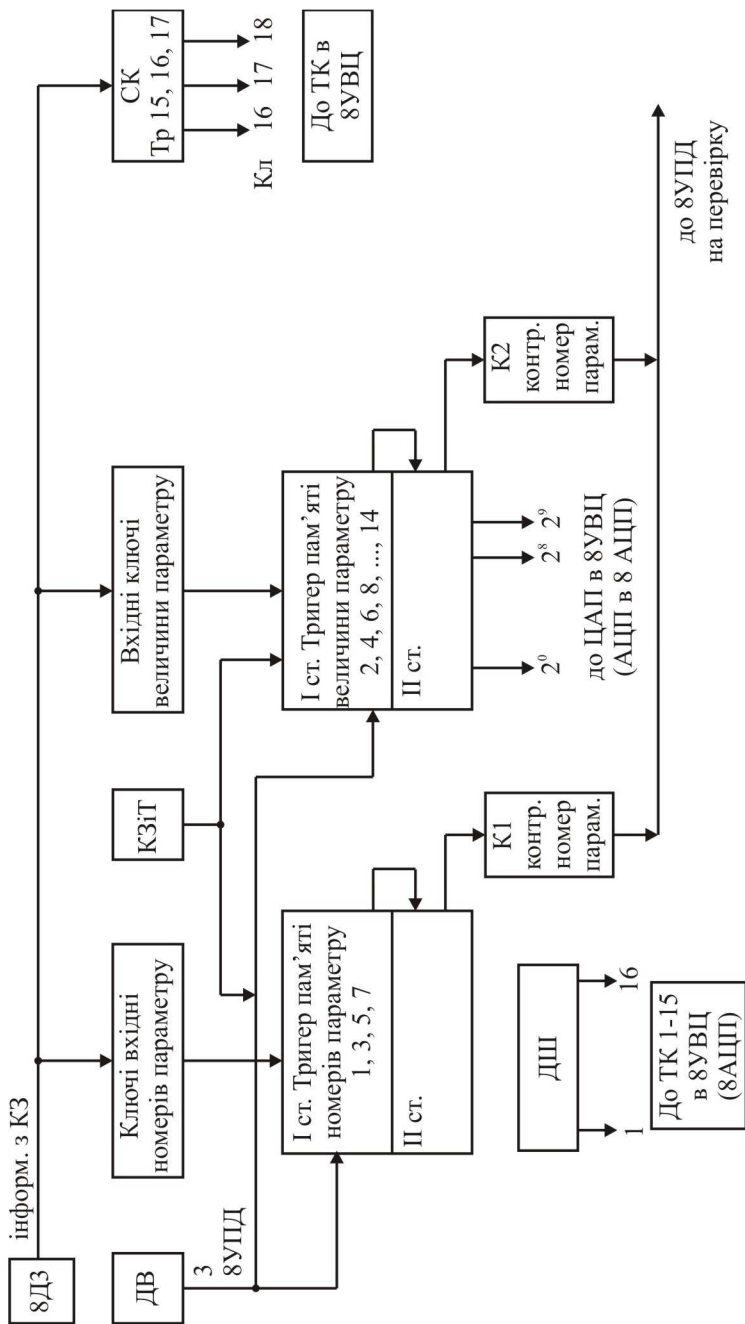 8ДЗ
інформ. з КЗ
ДВ
З
8УПД
Ключі вхідні
номерів параметру
КЗіТ
Вхідні ключі
величини параметру
СК
Тр 15, 16, 17
Кл
16
17
18
До ТК в
8УВЦ
І ст. Тригер пам’яті
номерів параметру
1, 3, 5, 7
ІІ ст.
І ст. Тригер пам’яті
величини параметру
2, 4, 6, 8, ..., 14
ІІ ст.
ДШ
1
16
До ТК 1-15
в 8УВЦ
(8АЦП)
К1
контр.
номер
парам.
2⁰
2⁸
2⁹
до ЦАП в 8УВЦ
(АЦП в 8 АЦП)
К2
контр.
номер
парам.
до 8УПД
на перевірку